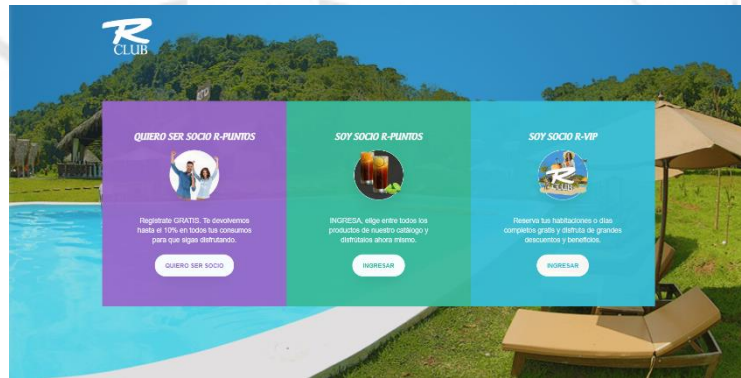 R
CLUB
QUIERO SER SOCIO R-PUNTOS
Regístrate GRATIS. Te devolvemos
hasta el 10% en todos tus consumos
para que sigas disfrutando.
QUIERO SER SOCIO
SOY SOCIO R-PUNTOS
INGRESA, elige entre todos los
productos de nuestro catálogo y
disfrútalos ahora mismo.
INGRESAR
SOY SOCIO R-VIP
R
CLUB
Reserva tus habitaciones o días
completos gratis y disfruta de grandes
descuentos y beneficios.
INGRESAR